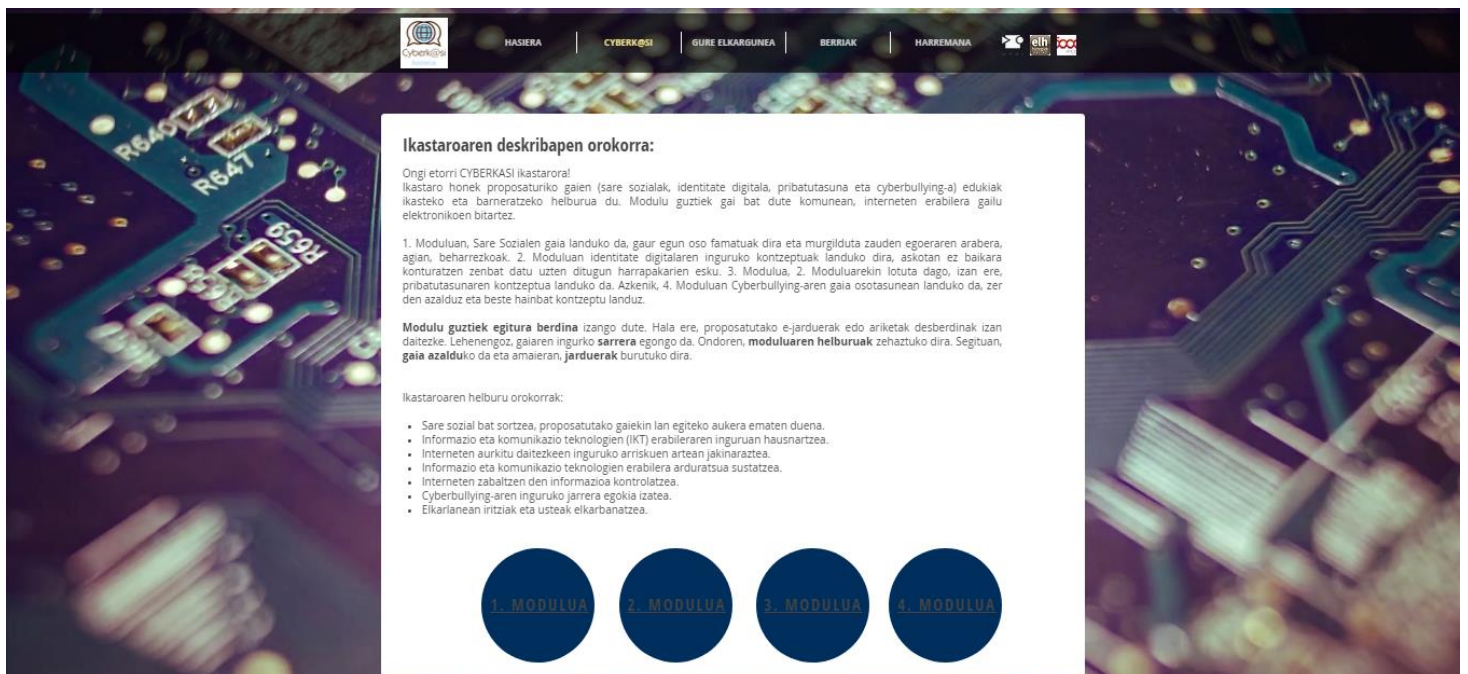 Cyberk@si
HASIERA
CYBERK@SI
GURE ELKARGUNEA
BERRIAK
HARREMANA
elh
R640
R647
R659
Ikastaroaren deskribapen orokorra:
Ongi etorri CYBERKASI ikastarora!
Ikastaro honek proposaturiko gaien (sare sozialak, identitate digitala, pribatutasuna eta cyberbullying-a) edukiak
ikasteko eta barneratzeko helburua du. Modulu guztiek gai bat dute komunean, interneten erabilera gailu
elektronikoen bitartez.
1. Moduluan, Sare Sozialen gaia landuko da, gaur egun oso famatuak dira eta murgilduta zauden egoeraren arabera,
agian, beharrezkoak. 2. Moduluan identitate digitalaren inguruko kontzeptuak landuko dira, askotan ez baikara
konturatzen zenbat datu uzten ditugun harrapakarien esku. 3. Modulua, 2. Moduluarekin lotuta dago, izan ere,
pribatutasunaren kontzeptua landuko da. Azkenik, 4. Moduluan Cyberbullying-aren gaia osotasunean landuko da, zer
den azalduz eta beste hainbat kontzeptu landuz.
Modulu guztiek egitura berdina izango dute. Hala ere, proposatutako e-jarduerak edo ariketak desberdinak izan
daitezke. Lehenengoz, gaiaren ingurko sarrera egongo da. Ondoren, moduluaren helburuak zehaztuko dira. Segituan,
gaia azalduko da eta amaieran, jarduerak burutuko dira.
Ikastaroaren helburu orokorrak:
• Sare sozial bat sortzea, proposatutako gaiekin lan egiteko aukera ematen duena.
• Informazio eta komunikazio teknologien (IKT) erabileraren inguruan hausnartzea.
• Interneten aurkitu daitezkeen inguruko arriskuen artean jakinaraztea.
• Informazio eta komunikazio teknologien erabilera arduratsua sustatzea.
• Interneten zabaltzen den informazioa kontrolatzea.
• Cyberbullying-aren inguruko jarrera egokia izatea.
• Elkarlanean iritziak eta usteak elkarbanatzea.
1. MODULUA
2. MODULUA
3. MODULUA
4. MODULUA